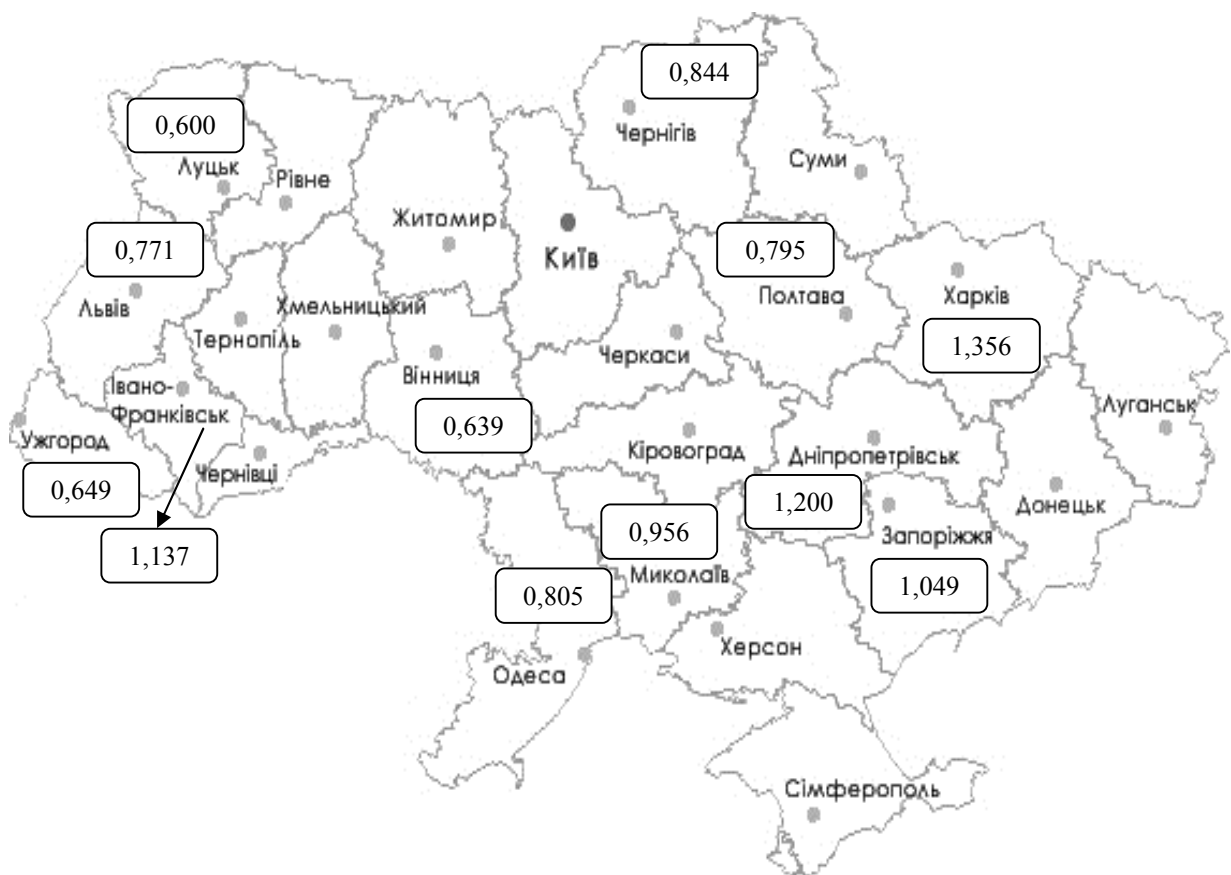 0,844
0,600
Чернігів
Суми
Луцьк
Рівне
Житомир
0,771
0,795
Київ
Полтава
Харків
Львів
Хмельницький
Тернопіль
1,356
Черкаси
Вінниця
Івано-
Франківськ
Луганськ
0,639
Ужгород
Кіровоград
Дніпропетрівськ
Чернівці
0,649
1,200
Донецьк
0,956
Запоріжжя
1,137
Миколаїв
0,805
1,049
Херсон
Одеса
Сімферополь